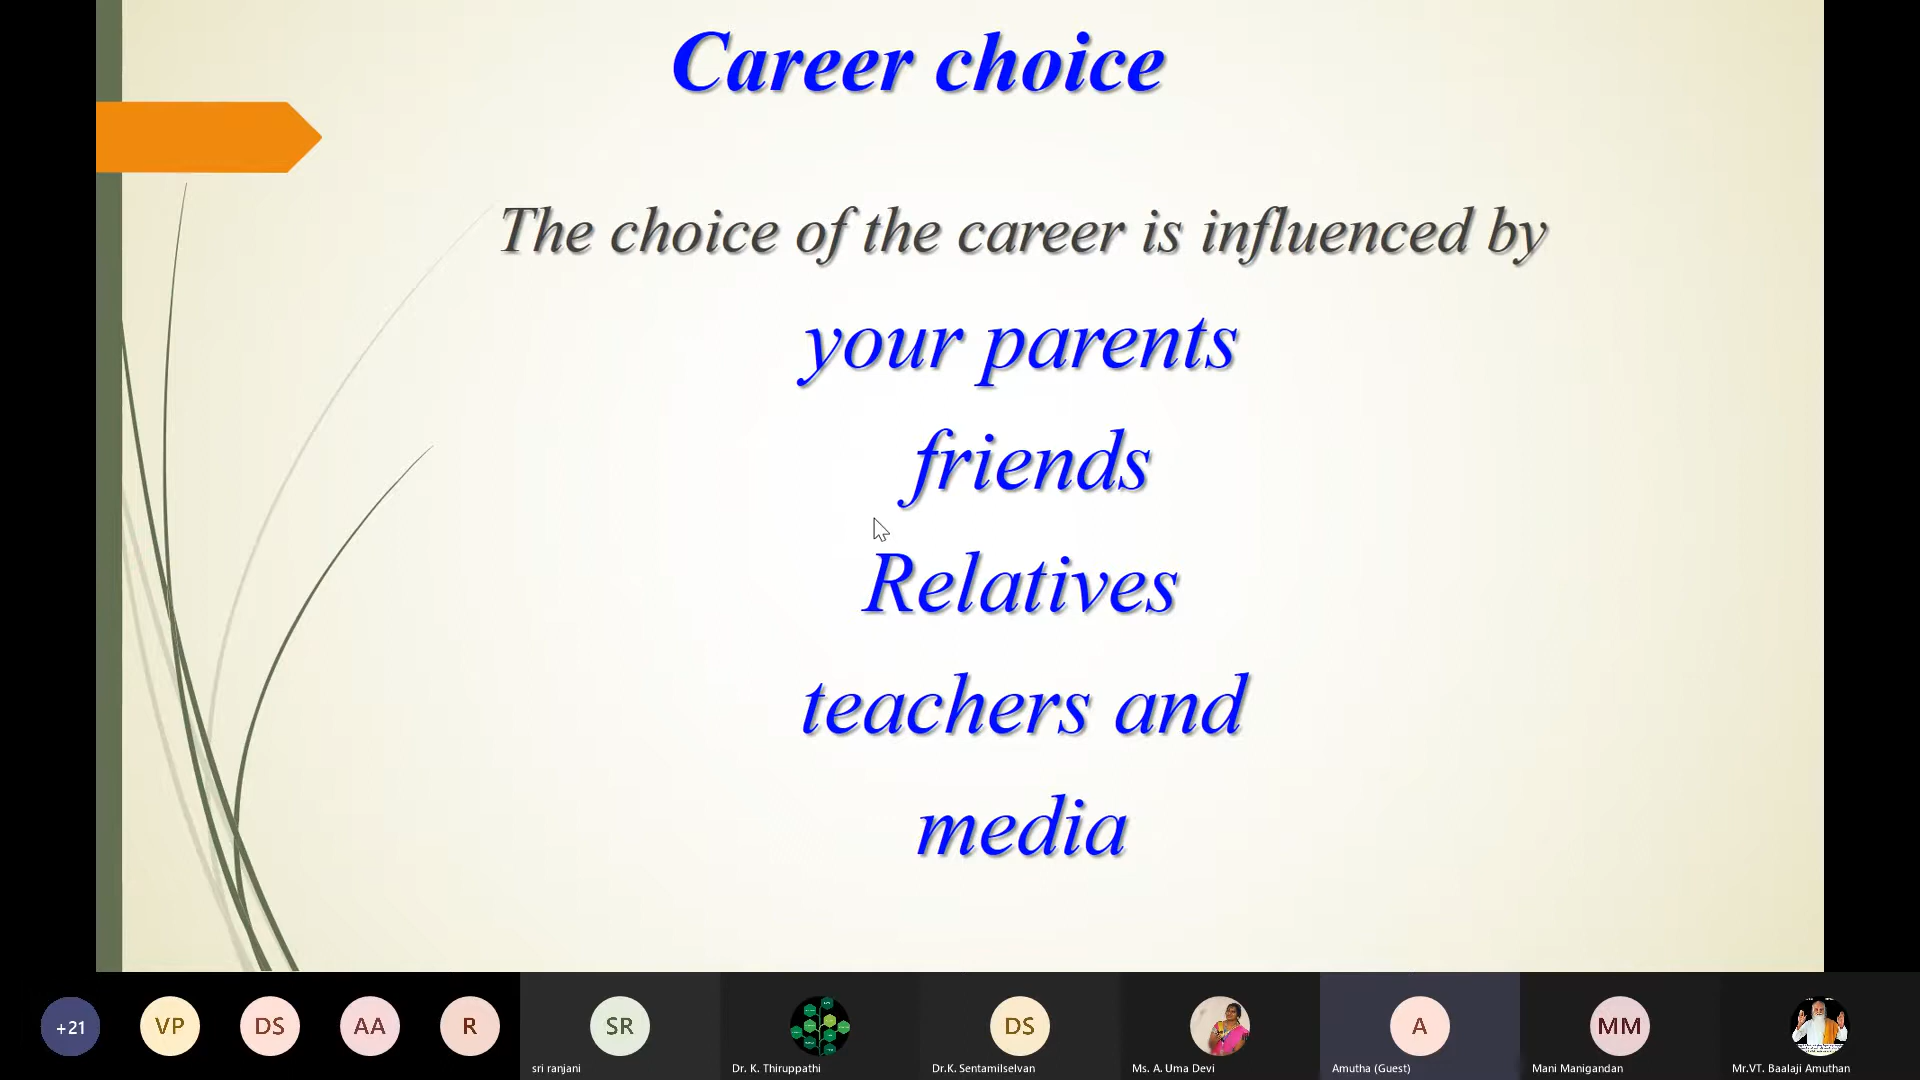 Career choice
The choice of the career is influenced by
your parents
friends
Relatives
teachers and
media
+21
VP
DS
AA
R
SR
DS
A
MM
sri ranjani
Dr. K. Thiruppathi
Dr.K. Sentamilselvan
Ms. A. Uma Devi
Amutha (Guest)
Mani Manigandan
Mr.VT. Baalaji Amuthan